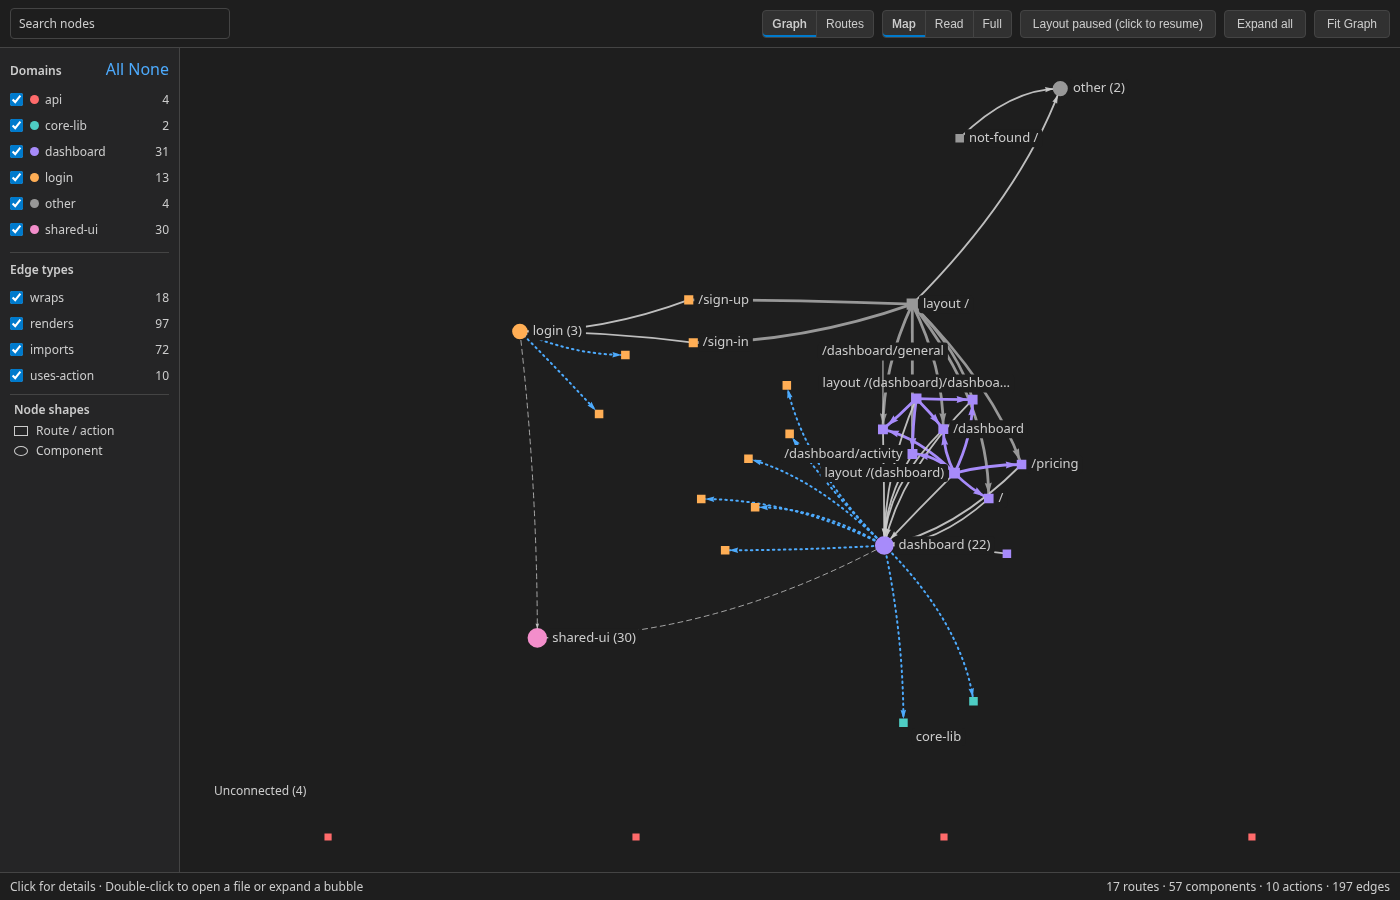 Search nodes
Graph Routes Map Read Full Layout paused (click to resume) Expand all Fit Graph
Domains All None
api 4
core-lib 2
dashboard 31
login 13
other 4
shared-ui 30
Edge types
wraps 18
renders 97
imports 72
uses-action 10
Node shapes
Route / action
Component
other (2)
not-found /
/sign-up
layout /
login (3)
/sign-in
/dashboard/general
layout /(dashboard)/dashboa...
/dashboard
/dashboard/activity
/pricing
layout /(dashboard)
/
dashboard (22)
shared-ui (30)
core-lib
Unconnected (4)
Click for details · Double-click to open a file or expand a bubble
17 routes · 57 components · 10 actions · 197 edges